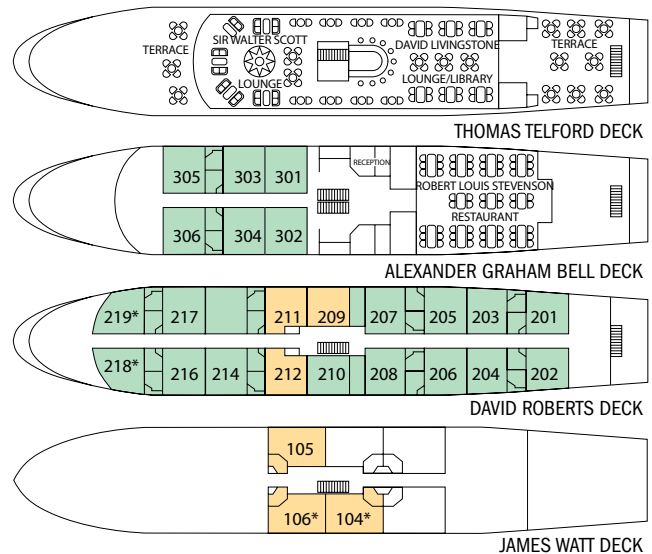 TERRACE
SIR WALTER SCOTT
LOUNGE
DAVID LIVINGSTONE
LOUNGE/LIBRARY
TERRACE
THOMAS TELFORD DECK
305 303 301
RECEPTION
ROBERT LOUIS STEVENSON
RESTAURANT
306 304 302
ALEXANDER GRAHAM BELL DECK
219* 217 211 209 207 205 203 201
218* 216 214 212 210 208 206 204 202
DAVID ROBERTS DECK
105
106* 104*
JAMES WATT DECK